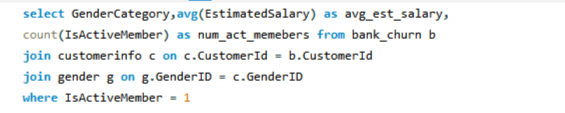 select GenderCategory,avg(EstimatedSalary) as avg_est_salary,
count(IsActiveMember) as num_act_memebers from bank_churn b
join customerinfo c on c.CustomerId = b.CustomerId
join gender g on g.GenderID = c.GenderID
where IsActiveMember = 1